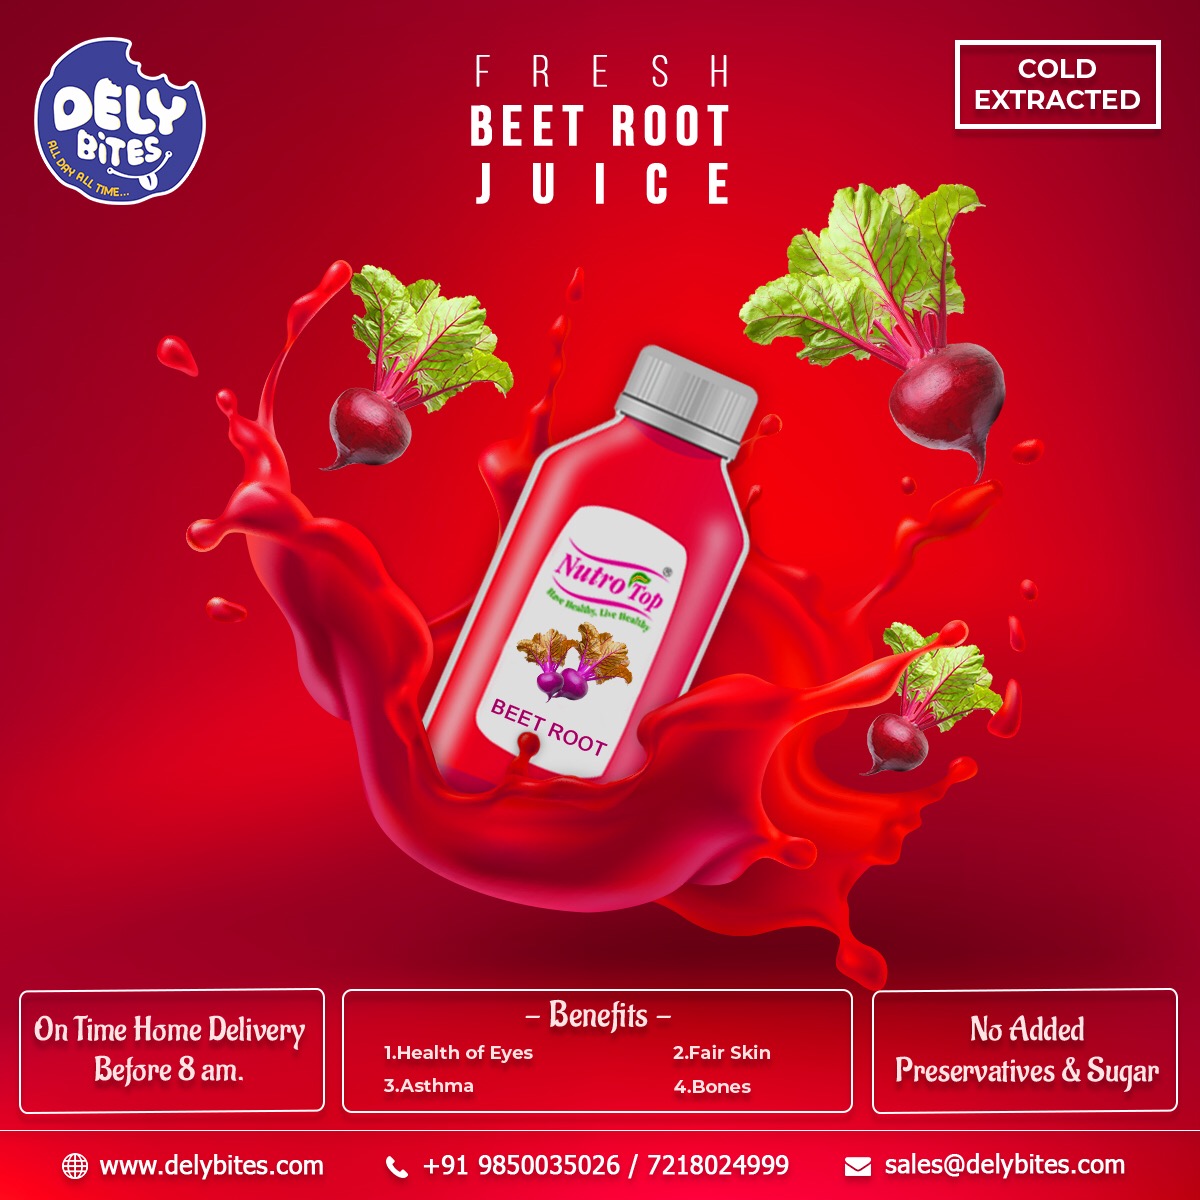 DELY
BiTES
ALL DAY ALL TIME...
FRESH
BEET ROOT
JUICE
COLD
EXTRACTED
Nutro Top ®
Have Healthy, Live Healthy
BEET ROOT
On Time Home Delivery
Before 8 am.
– Benefits –
1.Health of Eyes
2.Fair Skin
3.Asthma
4.Bones
No Added
Preservatives & Sugar
www.delybites.com
+91 9850035026 / 7218024999
sales@delybites.com